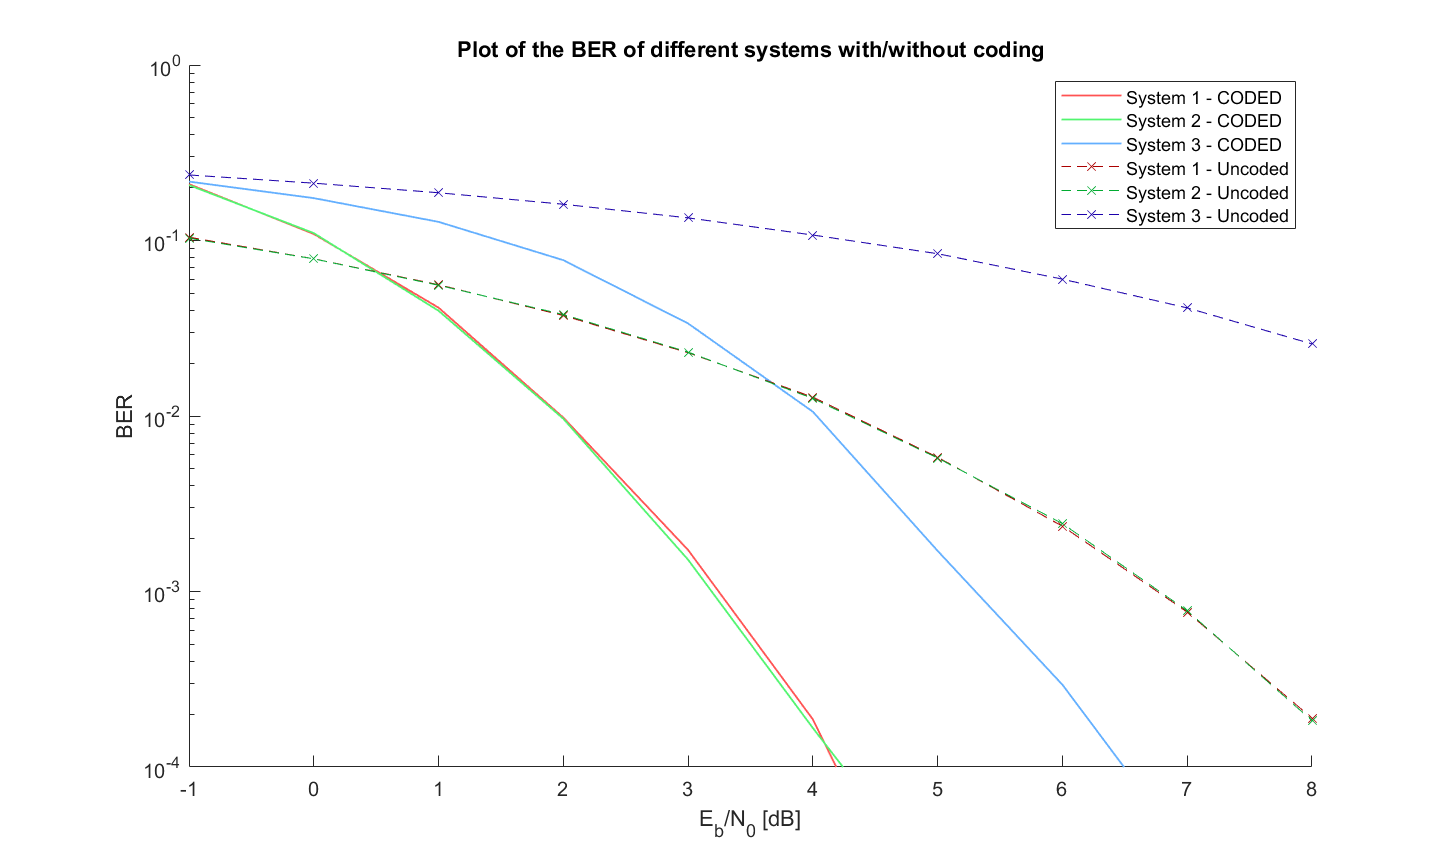 Plot of the BER of different systems with/without coding
10^0
10^-1
10^-2
10^-3
10^-4
BER
System 1 - CODED
System 2 - CODED
System 3 - CODED
System 1 - Uncoded
System 2 - Uncoded
System 3 - Uncoded
-1 0 1 2 3 4 5 6 7 8
E_b/N_0 [dB]